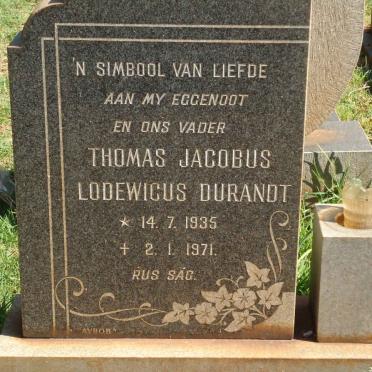 'N SIMBOOL VAN LIEFDE
AAN MY EGGENOOT
EN ONS VADER
THOMAS JACOBUS
LODEWICUS DURANDT
* 14. 7. 1935
+ 2. 1. 1971.
RUS SAG.